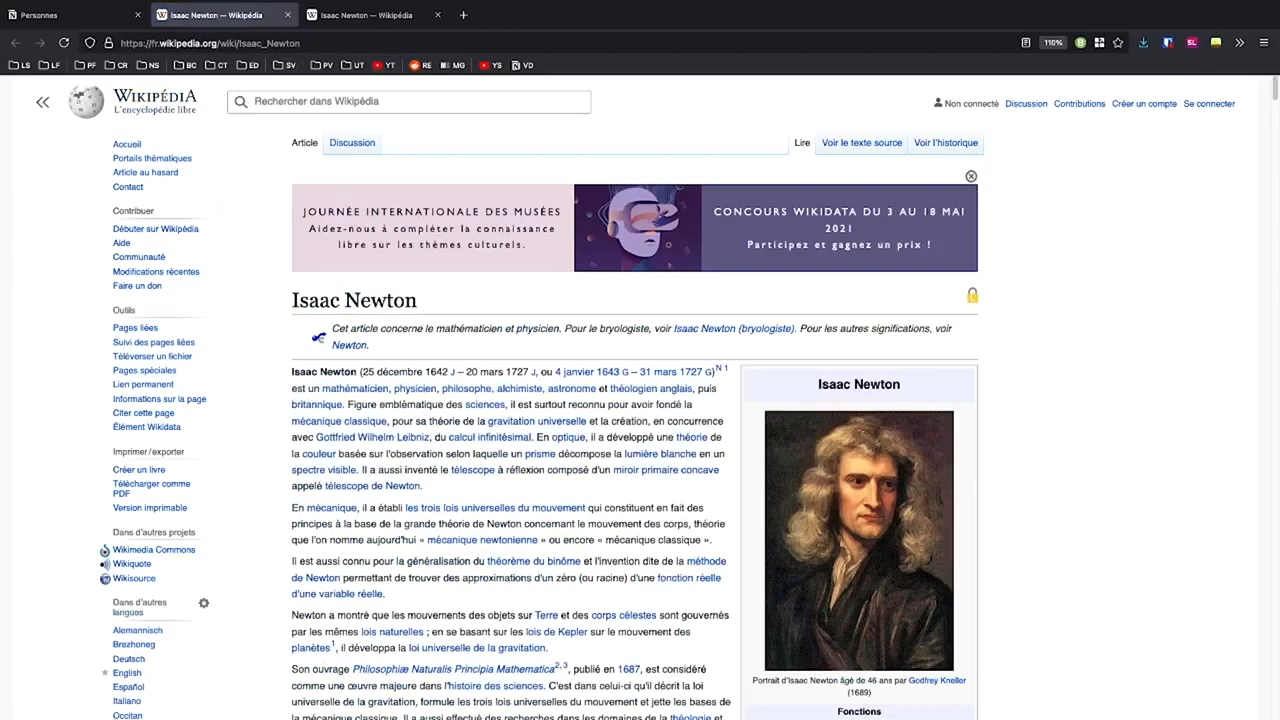 Personnes
Isaac Newton — Wikipédia
Isaac Newton — Wikipédia
https://fr.wikipedia.org/wiki/Isaac_Newton
110%
SL
LS LF PF CR NS BC CT ED SV PV UT YT RE MG YS VD
WIKIPÉDIA
L'encyclopédie libre
Rechercher dans Wikipédia
Non connecté Discussion Contributions Créer un compte Se connecter
Accueil
Portails thématiques
Article au hasard
Contact
Contribuer
Débuter sur Wikipédia
Aide
Communauté
Modifications récentes
Faire un don
Outils
Pages liées
Suivi des pages liées
Téléverser un fichier
Pages spéciales
Lien permanent
Informations sur la page
Citer cette page
Élément Wikidata
Imprimer / exporter
Créer un livre
Télécharger comme
PDF
Version imprimable
Dans d'autres projets
Wikimedia Commons
Wikiquote
Wikisource
Dans d'autres
langues
Alemannisch
Brezhoneg
Deutsch
English
Español
Italiano
Occitan
Article Discussion Lire Voir le texte source Voir l'historique
JOURNÉE INTERNATIONALE DES MUSÉES
Aidez-nous à compléter la connaissance
libre sur les thèmes culturels.
CONCOURS WIKIDATA DU 3 AU 18 MAI
2021
Participez et gagnez un prix !
Isaac Newton
Cet article concerne le mathématicien et physicien. Pour le bryologiste, voir Isaac Newton (bryologiste). Pour les autres significations, voir
Newton.
Isaac Newton (25 décembre 1642 J – 20 mars 1727 J, ou 4 janvier 1643 G – 31 mars 1727 G)N 1
est un mathématicien, physicien, philosophe, alchimiste, astronome et théologien anglais, puis
britannique. Figure emblématique des sciences, il est surtout reconnu pour avoir fondé la
mécanique classique, pour sa théorie de la gravitation universelle et la création, en concurrence
avec Gottfried Wilhelm Leibniz, du calcul infinitésimal. En optique, il a développé une théorie de
la couleur basée sur l'observation selon laquelle un prisme décompose la lumière blanche en un
spectre visible. Il a aussi inventé le télescope à réflexion composé d'un miroir primaire concave
appelé télescope de Newton.
En mécanique, il a établi les trois lois universelles du mouvement qui constituent en fait des
principes à la base de la grande théorie de Newton concernant le mouvement des corps, théorie
que l'on nomme aujourd'hui « mécanique newtonienne » ou encore « mécanique classique ».
Il est aussi connu pour la généralisation du théorème du binôme et l'invention dite de la méthode
de Newton permettant de trouver des approximations d'un zéro (ou racine) d'une fonction réelle
d'une variable réelle.
Newton a montré que les mouvements des objets sur Terre et des corps célestes sont gouvernés
par les mêmes lois naturelles ; en se basant sur les lois de Kepler sur le mouvement des
planètes1, il développa la loi universelle de la gravitation.
Son ouvrage Philosophiæ Naturalis Principia Mathematica2, 3, publié en 1687, est considéré
comme une œuvre majeure dans l'histoire des sciences. C'est dans celui-ci qu'il décrit la loi
universelle de la gravitation, formule les trois lois universelles du mouvement et jette les bases de
la mécanique classique. Il a aussi effectué des recherches dans les domaines de la théologie et
Isaac Newton
Portrait d'Isaac Newton âgé de 46 ans par Godfrey Kneller
(1689)
Fonctions